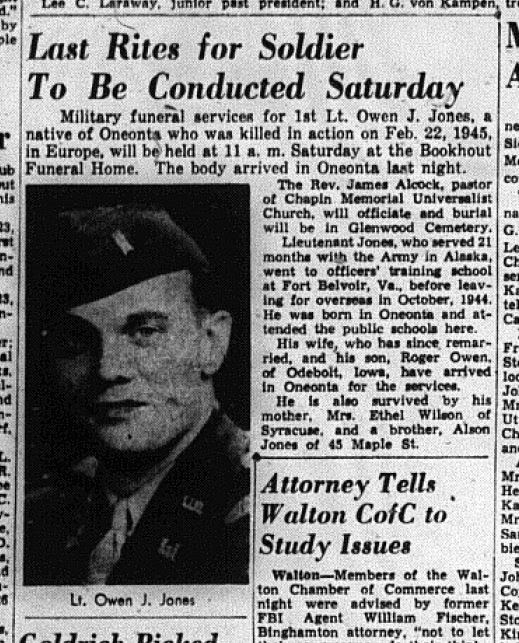 Lee C. Laraway, junior past president; and H. G. von Kampen,
Last Rites for Soldier
To Be Conducted Saturday
Military funeral services for 1st Lt. Owen J. Jones, a
native of Oneonta who was killed in action on Feb. 22, 1945,
in Europe, will be held at 11 a. m. Saturday at the Bookhout
Funeral Home. The body arrived in Oneonta last night.
The Rev. James Alcock, pastor
of Chapin Memorial Universalist
Church, will officiate and burial
will be in Glenwood Cemetery.
Lieutenant Jones, who served 21
months with the Army in Alaska,
went to officers' training school
at Fort Belvoir, Va., before leav-
ing for overseas in October, 1944.
He was born in Oneonta and at-
tended the public schools here.
His wife, who has since remar-
ried, and his son, Roger Owen,
of Odebolt, Iowa, have arrived
in Oneonta for the services.
He is also survived by his
mother, Mrs. Ethel Wilson of
Syracuse, and a brother, Alson
Jones of 45 Maple St.
Lt. Owen J. Jones
Attorney Tells
Walton CofC to
Study Issues
Walton—Members of the Wal-
ton Chamber of Commerce last
night were advised by former
FBI Agent William Fischer,
Binghamton attorney, "not to let
Goldrich Picked